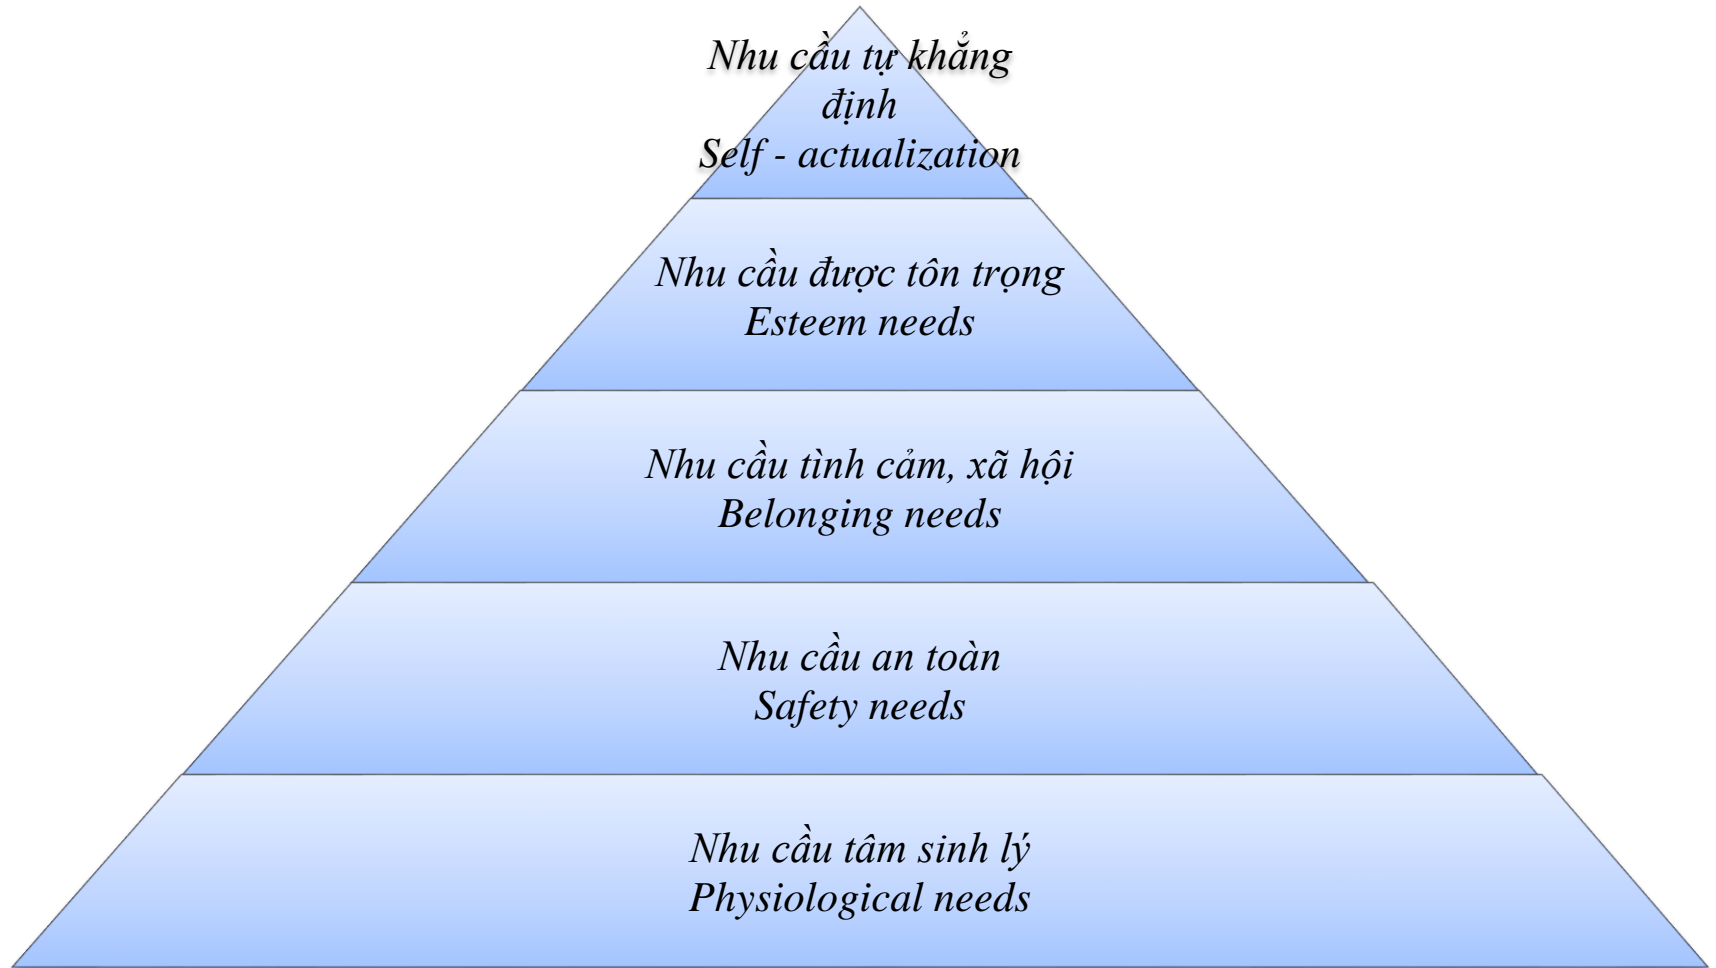 Nhu cầu tự khẳng
định
Self - actualization
Nhu cầu được tôn trọng
Esteem needs
Nhu cầu tình cảm, xã hội
Belonging needs
Nhu cầu an toàn
Safety needs
Nhu cầu tâm sinh lý
Physiological needs